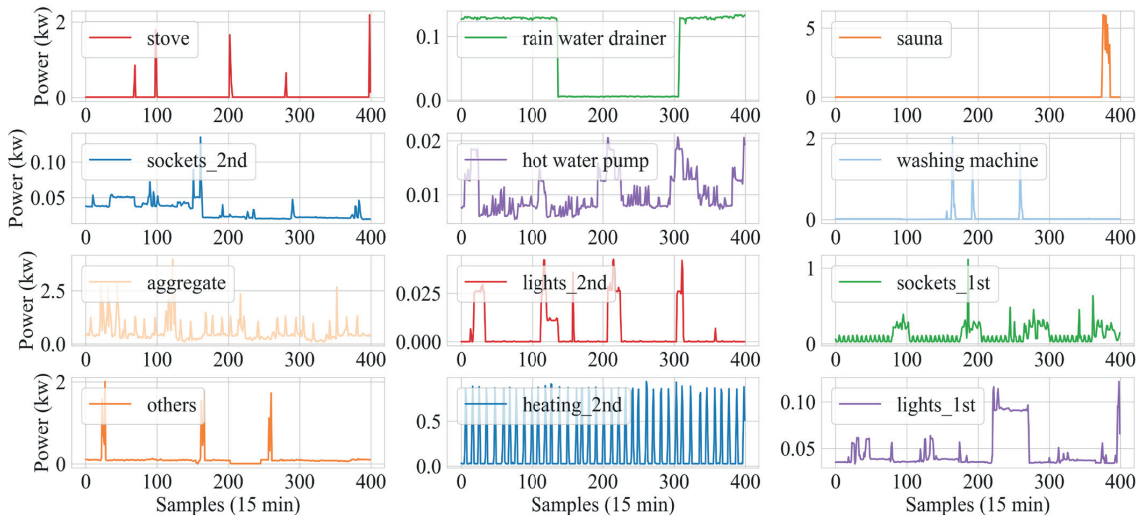 Power (kw)
2
0
stove
0 100 200 300 400
0.1
0.0
rain water drainer
0 100 200 300 400
5
0
sauna
0 100 200 300 400
Power (kw)
0.10
0.05
sockets_2nd
0 100 200 300 400
0.02
0.01
hot water pump
0 100 200 300 400
2
1
0
washing machine
0 100 200 300 400
Power (kw)
2.5
0.0
aggregate
0 100 200 300 400
0.025
0.000
lights_2nd
0 100 200 300 400
1
0
sockets_1st
0 100 200 300 400
Power (kw)
2
0
others
0 100 200 300 400
Samples (15 min)
0.5
0.0
heating_2nd
0 100 200 300 400
Samples (15 min)
0.10
0.05
lights_1st
0 100 200 300 400
Samples (15 min)